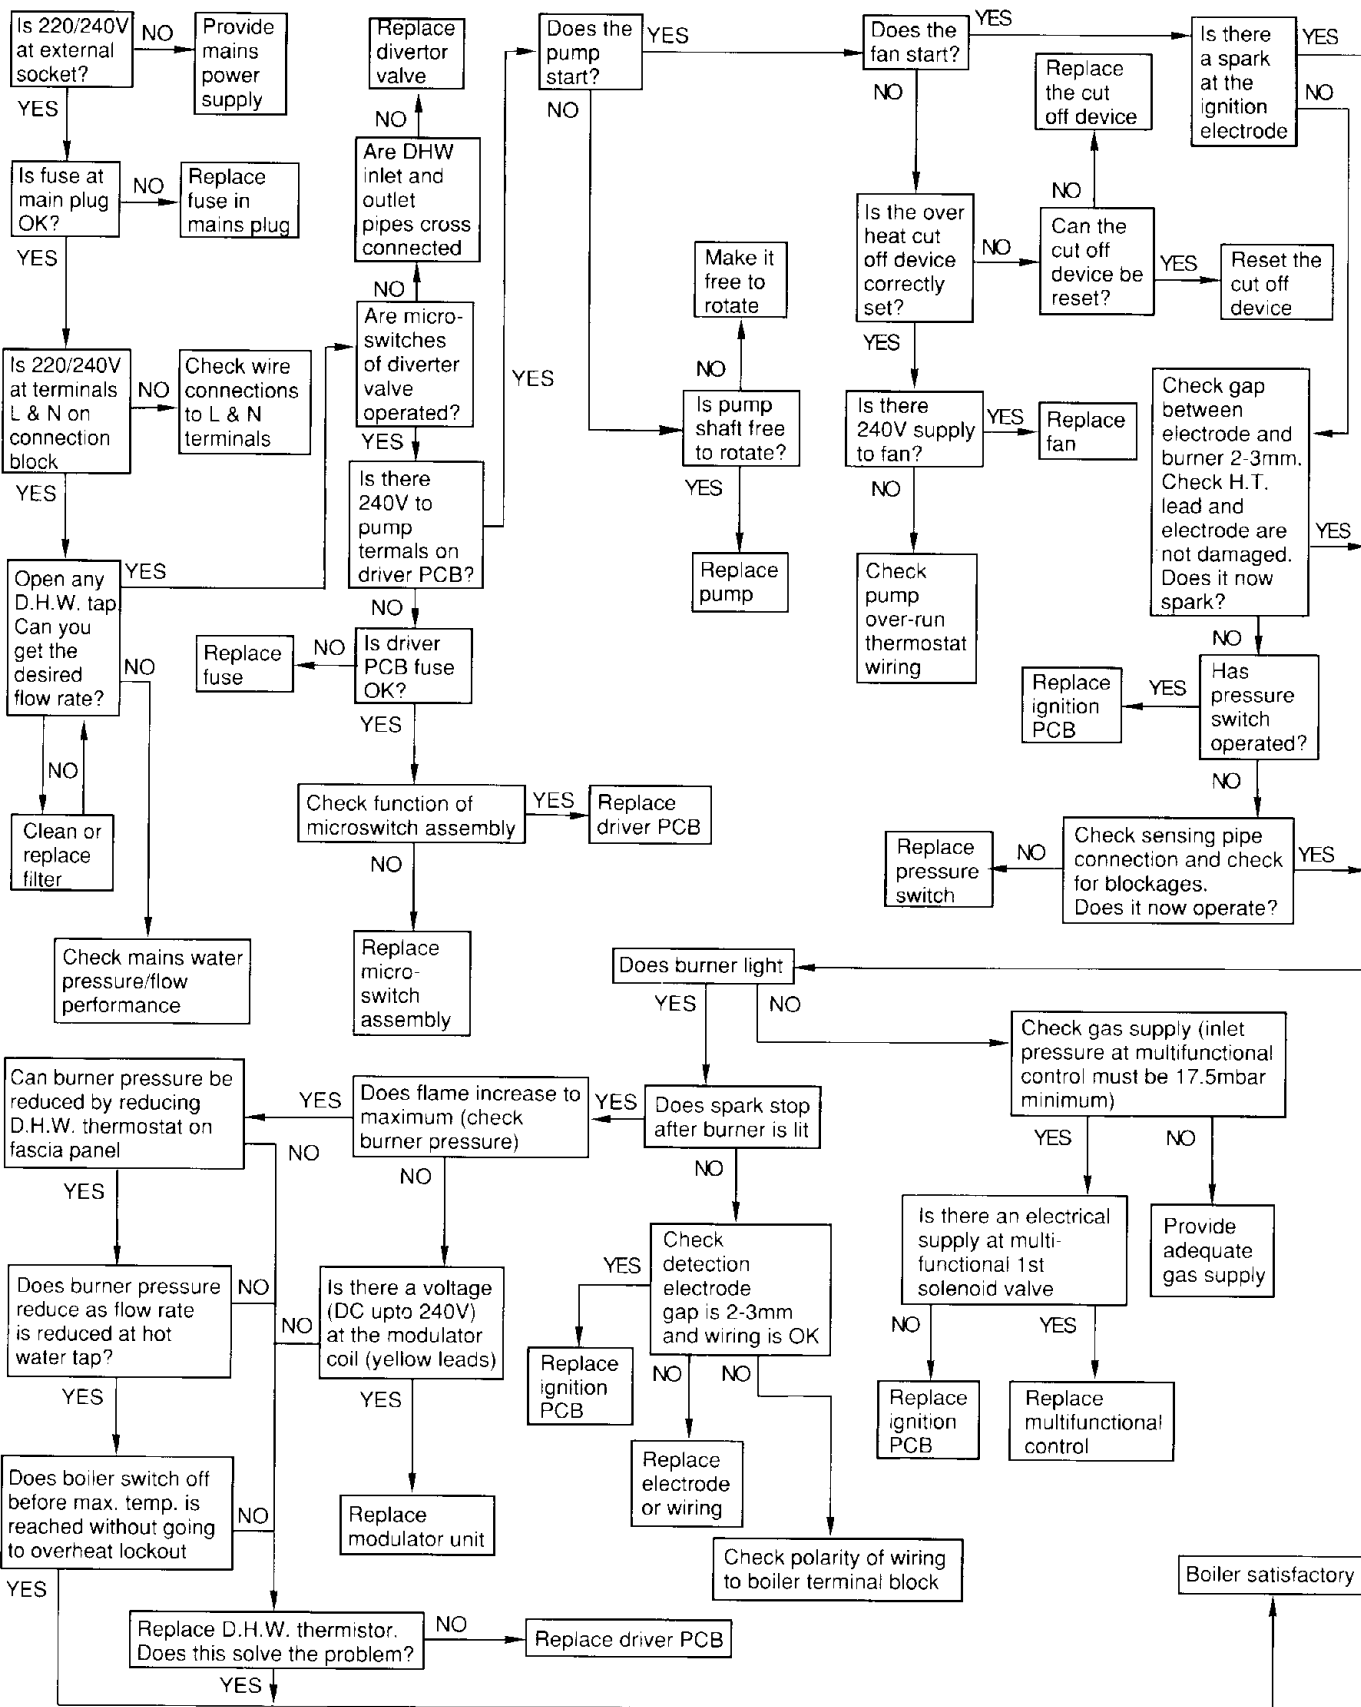 Is 220/240V
at external
socket?
NO
Provide
mains
power
supply
YES
Is fuse at
main plug
OK?
NO
Replace
fuse in
mains plug
YES
Is 220/240V
at terminals
L & N on
connection
block
NO
Check wire
connections
to L & N
terminals
YES
Open any
D.H.W. tap
Can you
get the
desired
flow rate?
YES
NO
NO
Clean or
replace
filter
Check mains water
pressure/flow
performance
Replace
divertor
valve
NO
Are DHW
inlet and
outlet
pipes cross
connected
NO
Are micro-
switches
of diverter
valve
operated?
YES
Is there
240V to
pump
termals on
driver PCB?
YES
NO
Is driver
PCB fuse
OK?
NO
Replace
fuse
YES
Check function of
microswitch assembly
YES
Replace
driver PCB
NO
Replace
micro-
switch
assembly
Does the
pump
start?
YES
NO
Make it
free to
rotate
NO
Is pump
shaft free
to rotate?
YES
Replace
pump
Does the
fan start?
YES
NO
Is the over
heat cut
off device
correctly
set?
NO
Can the
cut off
device be
reset?
NO
Replace
the cut
off device
YES
Reset the
cut off
device
YES
Is there
240V supply
to fan?
YES
Replace
fan
NO
Check
pump
over-run
thermostat
wiring
Is there
a spark
at the
ignition
electrode
YES
NO
Check gap
between
electrode and
burner 2-3mm.
Check H.T.
lead and
electrode are
not damaged.
Does it now
spark?
YES
NO
Has
pressure
switch
operated?
YES
Replace
ignition
PCB
NO
Check sensing pipe
connection and check
for blockages.
Does it now operate?
YES
NO
Replace
pressure
switch
Does burner light
YES
NO
Check gas supply (inlet
pressure at multifunctional
control must be 17.5mbar
minimum)
YES
NO
Provide
adequate
gas supply
Is there an electrical
supply at multi-
functional 1st
solenoid valve
NO
YES
Replace
ignition
PCB
Replace
multifunctional
control
Does spark stop
after burner is lit
YES
NO
Check
detection
electrode
gap is 2-3mm
and wiring is OK
YES
Replace
ignition
PCB
NO
NO
Replace
electrode
or wiring
Check polarity of wiring
to boiler terminal block
Does flame increase to
maximum (check
burner pressure)
YES
NO
Is there a voltage
(DC upto 240V)
at the modulator
coil (yellow leads)
NO
YES
Replace
modulator unit
Can burner pressure be
reduced by reducing
D.H.W. thermostat on
fascia panel
NO
YES
Does burner pressure
reduce as flow rate
is reduced at hot
water tap?
NO
YES
Does boiler switch off
before max. temp. is
reached without going
to overheat lockout
NO
YES
Replace D.H.W. thermistor.
Does this solve the problem?
NO
Replace driver PCB
YES
Boiler satisfactory